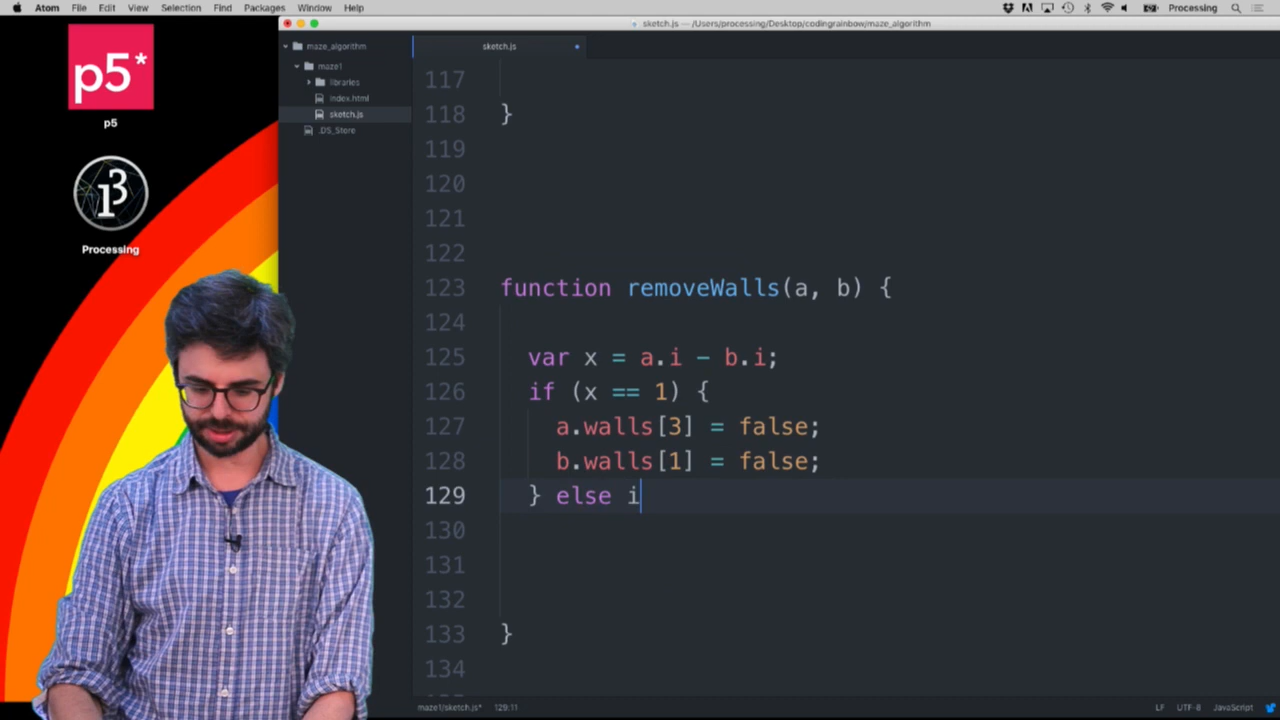 Atom File Edit View Selection Find Packages Window Help Processing
sketch.js — /Users/processing/Desktop/codingrainbow/maze_algorithm
p5*
p5
Processing
maze_algorithm
maze1
libraries
index.html
sketch.js
.DS_Store
sketch.js
117
118 }
119
120
121
122
123 function removeWalls(a, b) {
124
125 var x = a.i - b.i;
126 if (x == 1) {
127 a.walls[3] = false;
128 b.walls[1] = false;
129 } else i
130
131
132
133 }
134
maze1/sketch.js* 129:11 LF UTF-8 JavaScript